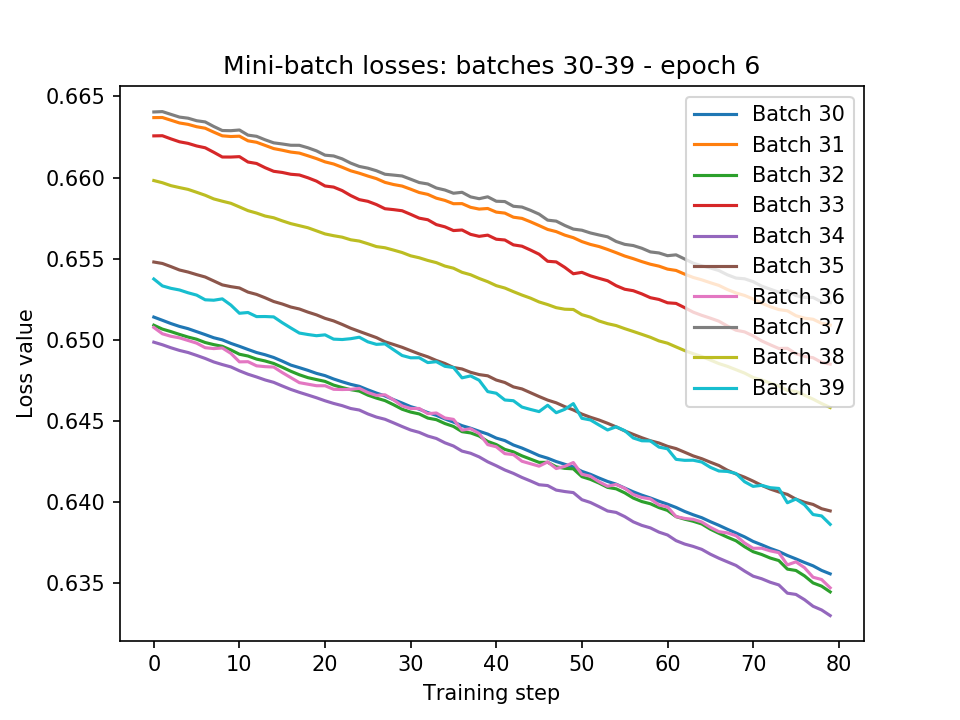 Mini-batch losses: batches 30-39 - epoch 6
Loss value
0.665
0.660
0.655
0.650
0.645
0.640
0.635
Batch 30
Batch 31
Batch 32
Batch 33
Batch 34
Batch 35
Batch 36
Batch 37
Batch 38
Batch 39
0 10 20 30 40 50 60 70 80
Training step